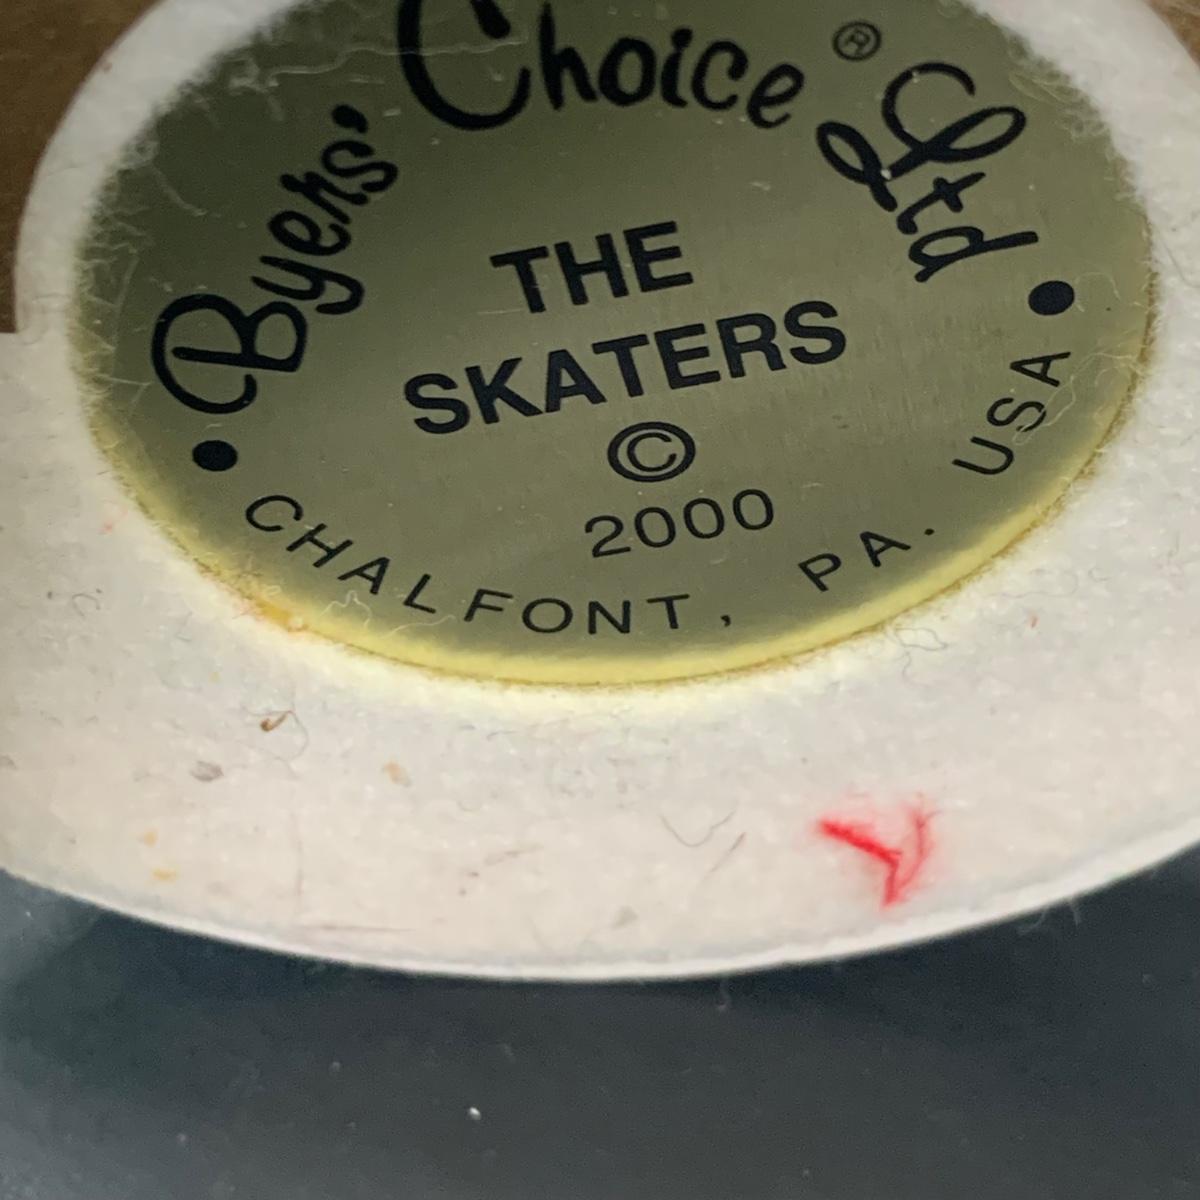 Byers' Choice ® Ltd
THE
SKATERS
©
2000
• CHALFONT, PA. USA •